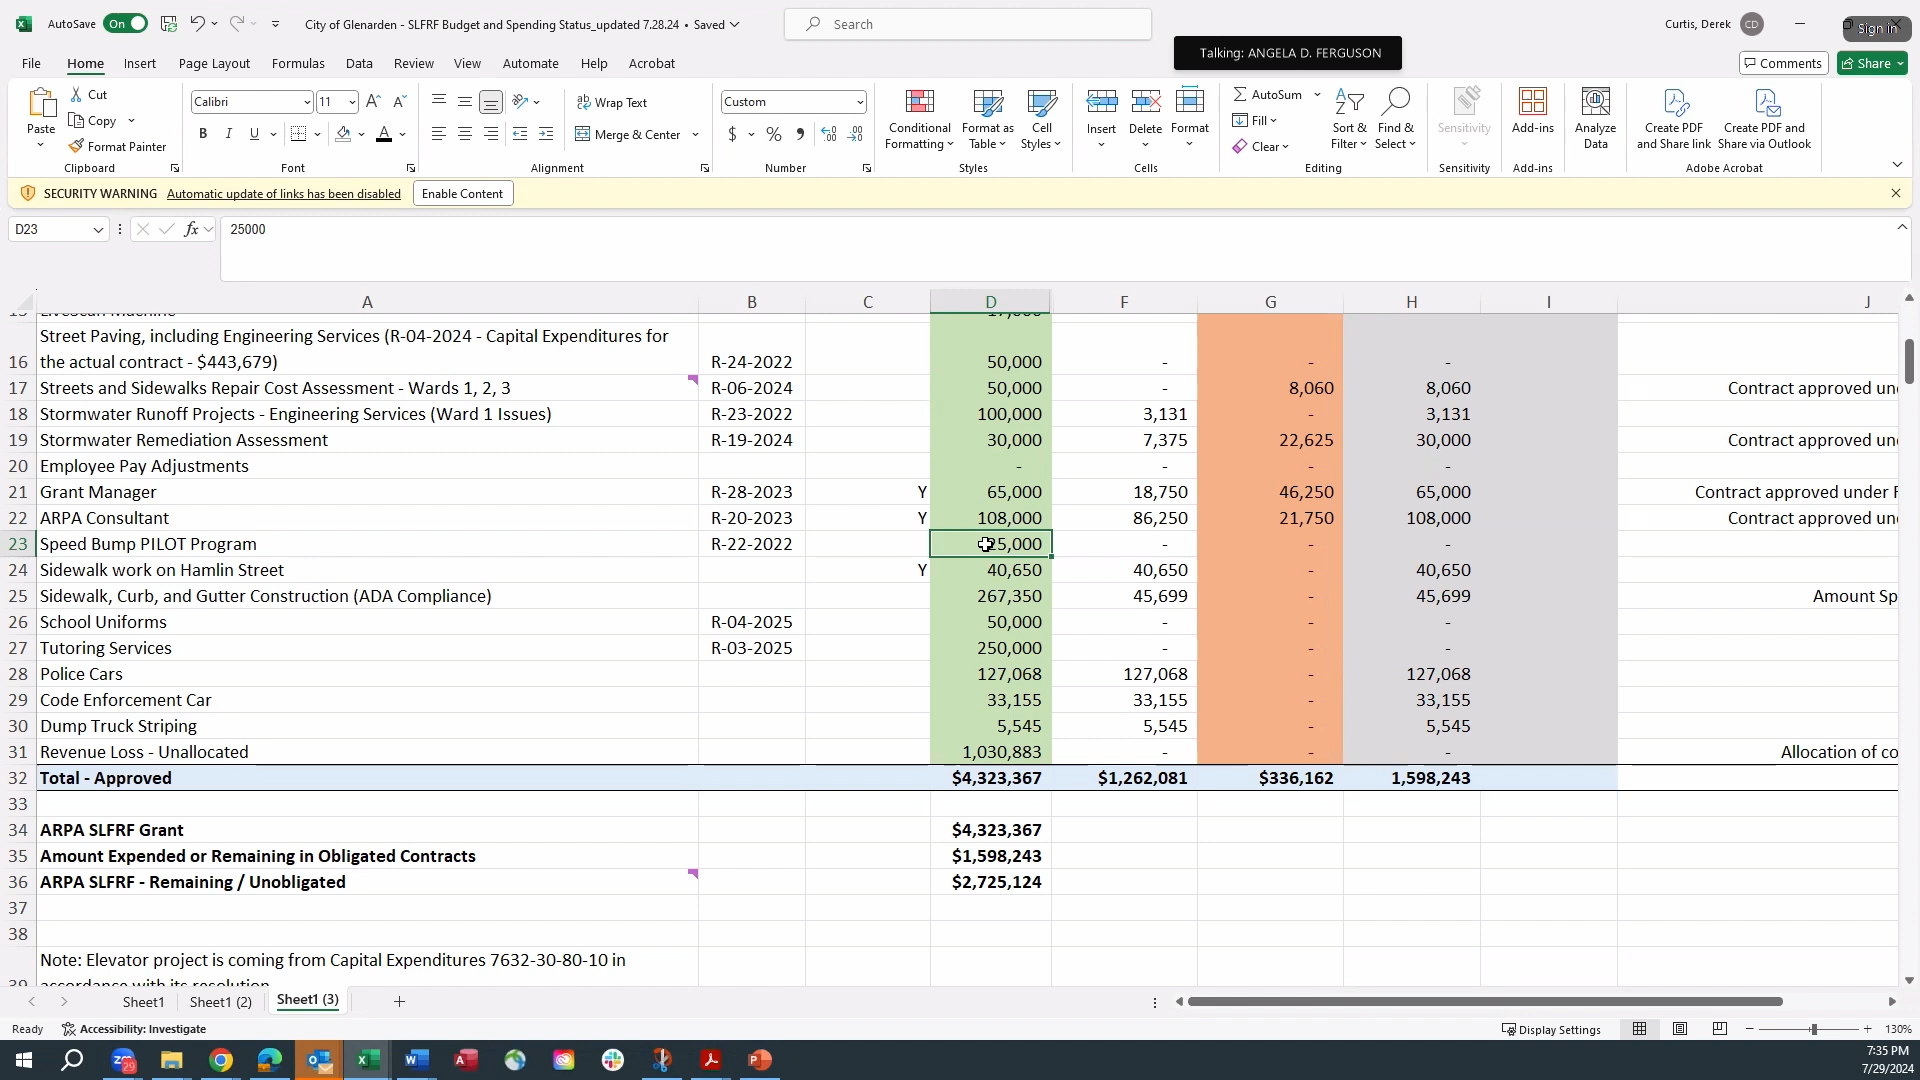 AutoSave On City of Glenarden - SLFRF Budget and Spending Status_updated 7.28.24 • Saved Search Curtis, Derek CD Sign in
Talking: ANGELA D. FERGUSON
File Home Insert Page Layout Formulas Data Review View Automate Help Acrobat Comments Share
Paste Cut Copy Format Painter Clipboard
Calibri 11 B I U A Font
Wrap Text Merge & Center Alignment
Custom $ % Number
Conditional Formatting Format as Table Cell Styles Styles
Insert Delete Format Cells
AutoSum Fill Clear Sort & Filter Find & Select Editing
Sensitivity Sensitivity
Add-ins Add-ins
Analyze Data
Create PDF and Share link Create PDF and Share via Outlook Adobe Acrobat
SECURITY WARNING Automatic update of links has been disabled Enable Content
D23 fx 25000
A B C D F G H I J
Street Paving, including Engineering Services (R-04-2024 - Capital Expenditures for
16 the actual contract - $443,679) R-24-2022 50,000 - - -
17 Streets and Sidewalks Repair Cost Assessment - Wards 1, 2, 3 R-06-2024 50,000 - 8,060 8,060 Contract approved un
18 Stormwater Runoff Projects - Engineering Services (Ward 1 Issues) R-23-2022 100,000 3,131 - 3,131
19 Stormwater Remediation Assessment R-19-2024 30,000 7,375 22,625 30,000 Contract approved un
20 Employee Pay Adjustments - - - -
21 Grant Manager R-28-2023 Y 65,000 18,750 46,250 65,000 Contract approved under
22 ARPA Consultant R-20-2023 Y 108,000 86,250 21,750 108,000 Contract approved un
23 Speed Bump PILOT Program R-22-2022 25,000 - - -
24 Sidewalk work on Hamlin Street Y 40,650 40,650 - 40,650
25 Sidewalk, Curb, and Gutter Construction (ADA Compliance) 267,350 45,699 - 45,699 Amount Sp
26 School Uniforms R-04-2025 50,000 - - -
27 Tutoring Services R-03-2025 250,000 - - -
28 Police Cars 127,068 127,068 - 127,068
29 Code Enforcement Car 33,155 33,155 - 33,155
30 Dump Truck Striping 5,545 5,545 - 5,545
31 Revenue Loss - Unallocated 1,030,883 - - - Allocation of co
32 Total - Approved $4,323,367 $1,262,081 $336,162 1,598,243
33
34 ARPA SLFRF Grant $4,323,367
35 Amount Expended or Remaining in Obligated Contracts $1,598,243
36 ARPA SLFRF - Remaining / Unobligated $2,725,124
37
38
Note: Elevator project is coming from Capital Expenditures 7632-30-80-10 in
accordance with its resolution
Sheet1 Sheet1 (2) Sheet1 (3)
Ready Accessibility: Investigate Display Settings 130%
7:35 PM
7/29/2024